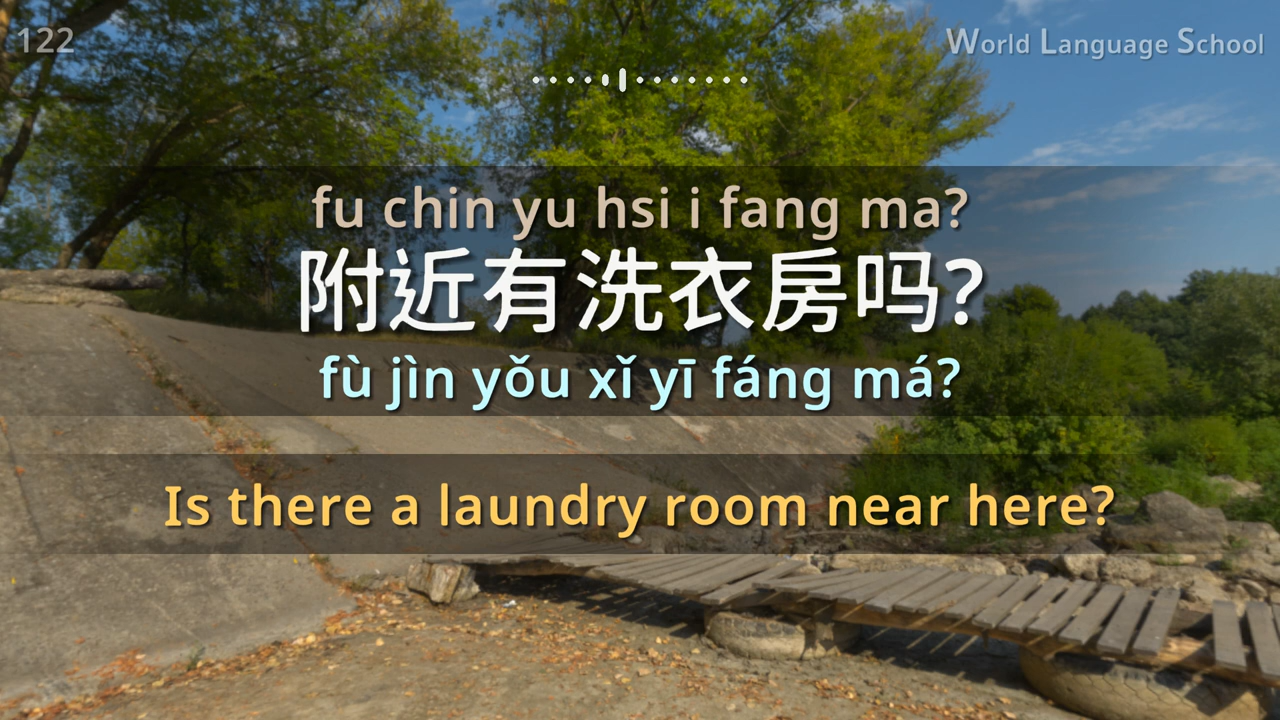 122
World Language School
fu chin yu hsi i fang ma?
附近有洗衣房吗?
fù jìn yǒu xǐ yī fáng má?
Is there a laundry room near here?